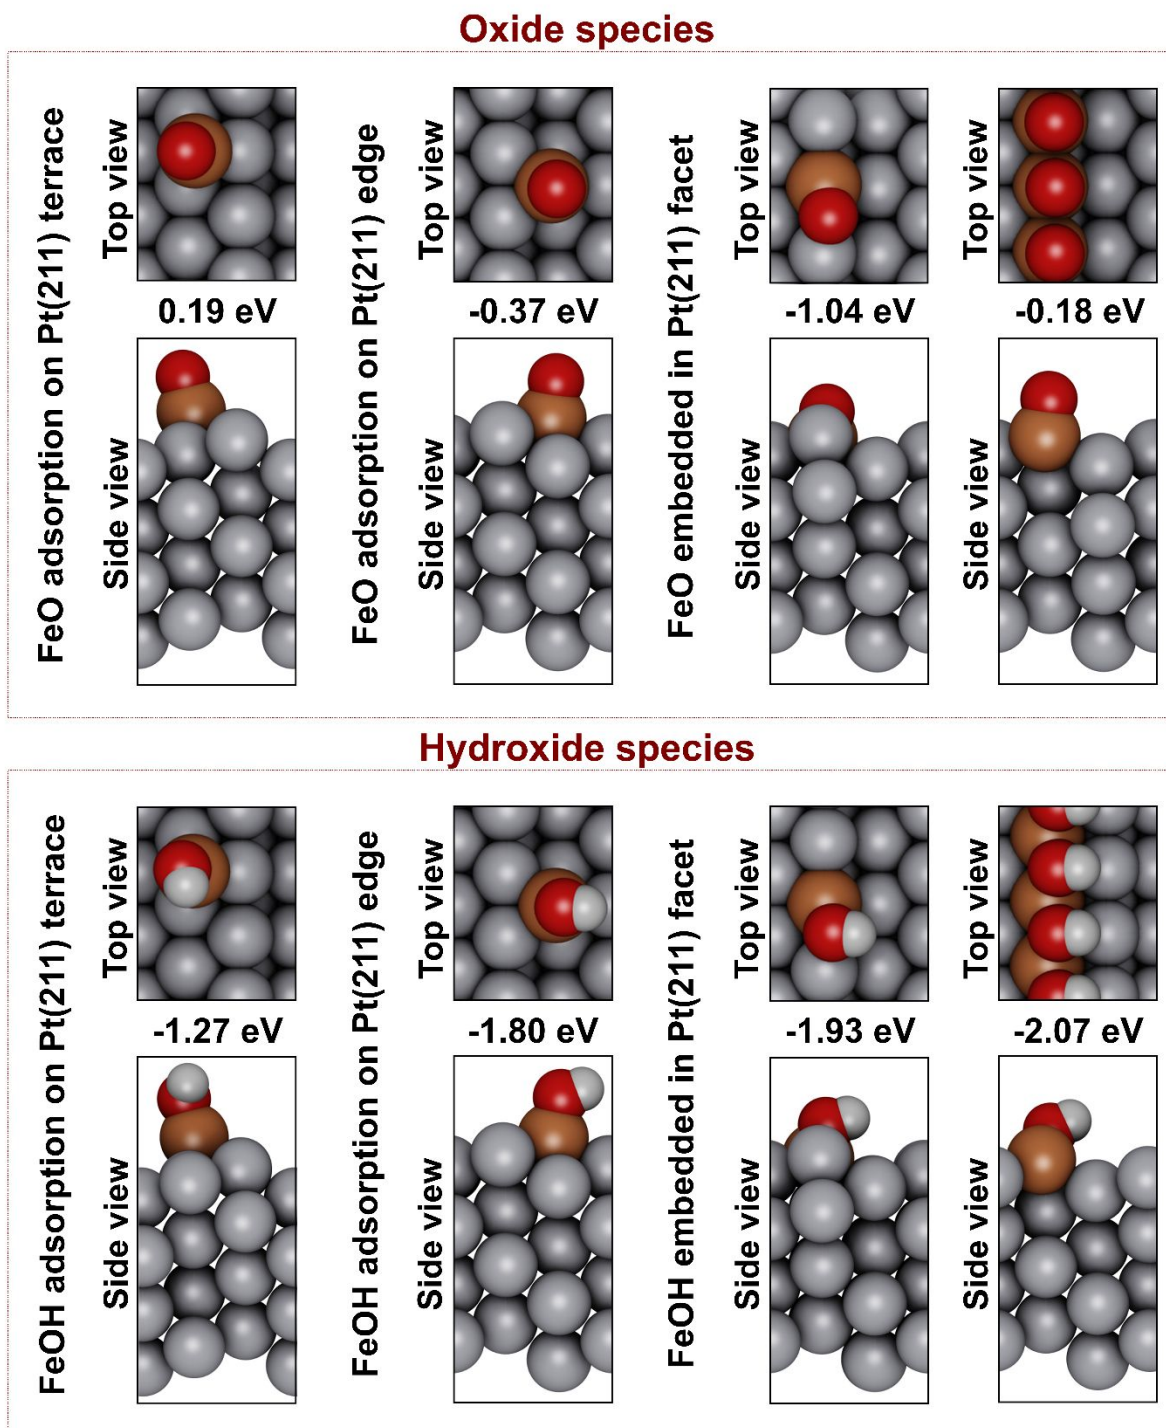 Oxide species
FeO adsorption on Pt(211) terrace
Top view
0.19 eV
Side view
FeO adsorption on Pt(211) edge
Top view
-0.37 eV
Side view
FeO embedded in Pt(211) facet
Top view
-1.04 eV
Side view
Top view
-0.18 eV
Side view
Hydroxide species
FeOH adsorption on Pt(211) terrace
Top view
-1.27 eV
Side view
FeOH adsorption on Pt(211) edge
Top view
-1.80 eV
Side view
FeOH embedded in Pt(211) facet
Top view
-1.93 eV
Side view
Top view
-2.07 eV
Side view